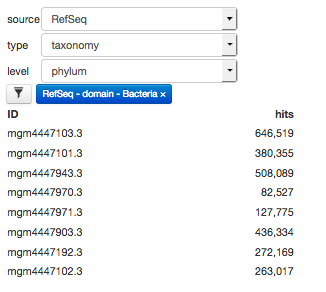 source RefSeq
type taxonomy
level phylum
RefSeq - domain - Bacteria ×
ID hits
mgm4447103.3 646,519
mgm4447101.3 380,355
mgm4447943.3 508,089
mgm4447970.3 82,527
mgm4447971.3 127,775
mgm4447903.3 436,334
mgm4447192.3 272,169
mgm4447102.3 263,017